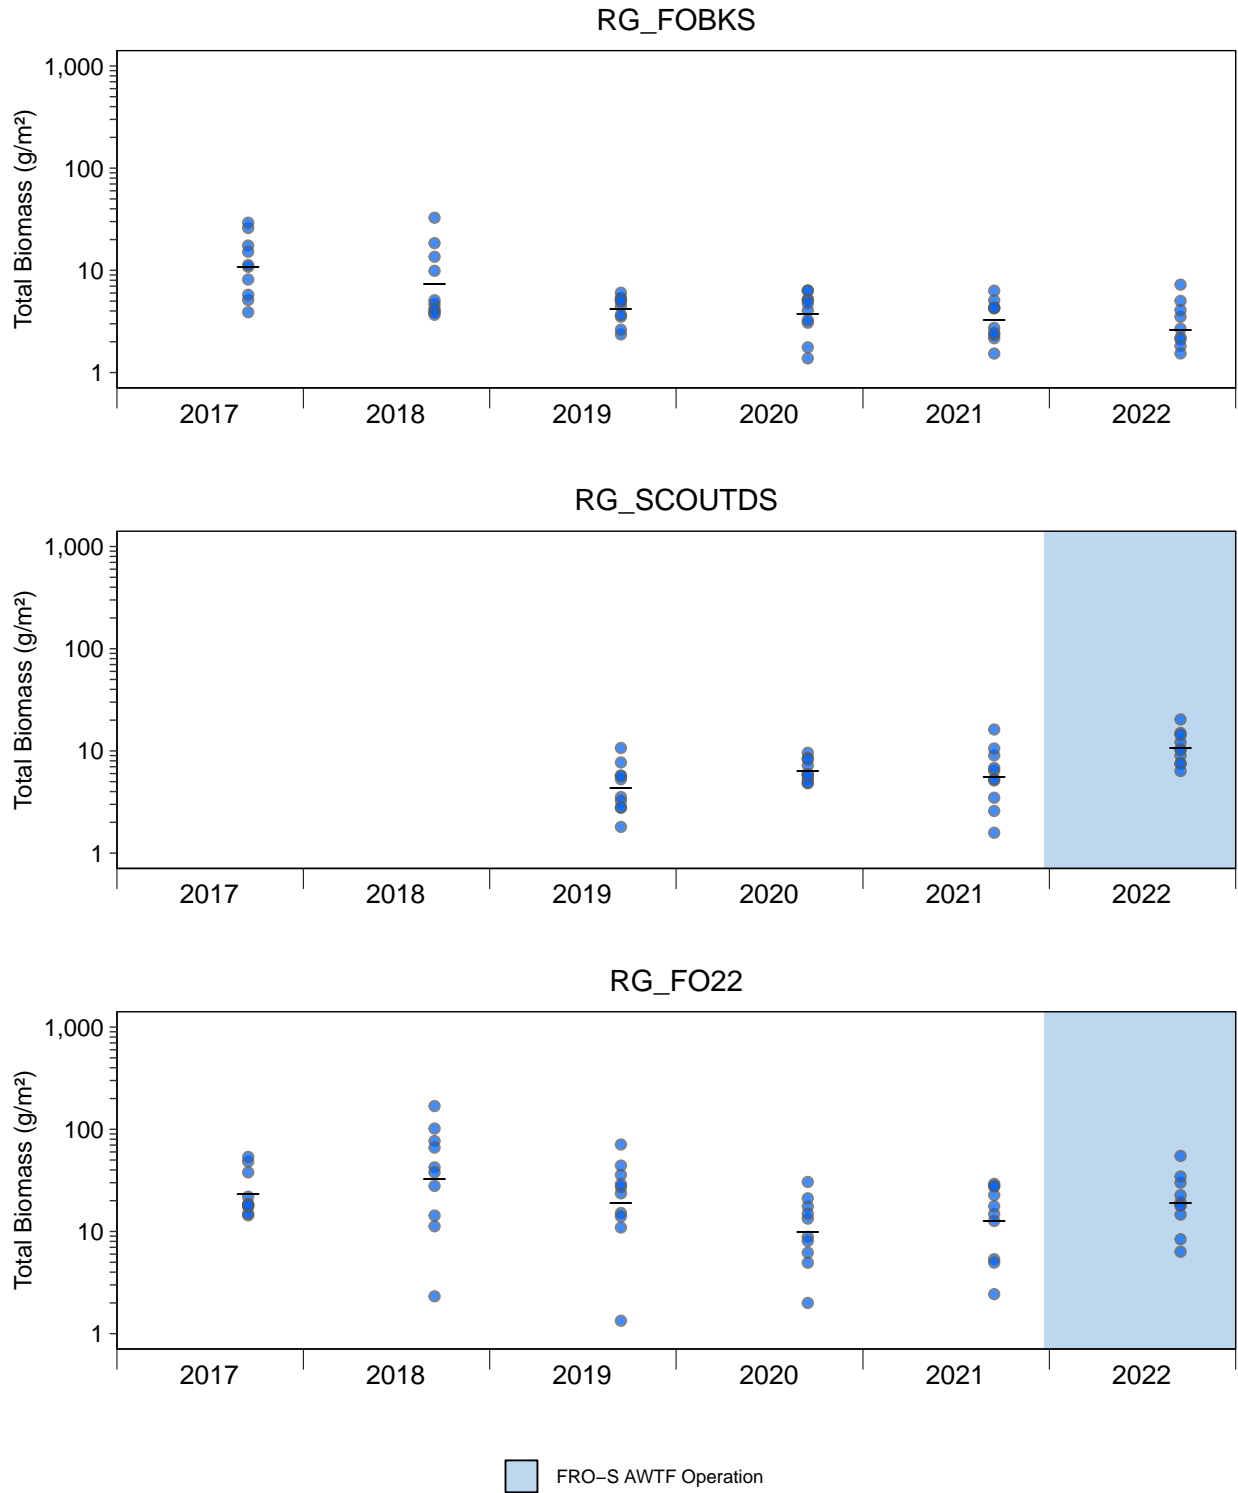 RG_FOBKS
Total Biomass (g/m²)
1,000
100
10
1
2017 2018 2019 2020 2021 2022
RG_SCOUTDS
Total Biomass (g/m²)
1,000
100
10
1
2017 2018 2019 2020 2021 2022
RG_FO22
Total Biomass (g/m²)
1,000
100
10
1
2017 2018 2019 2020 2021 2022
FRO−S AWTF Operation